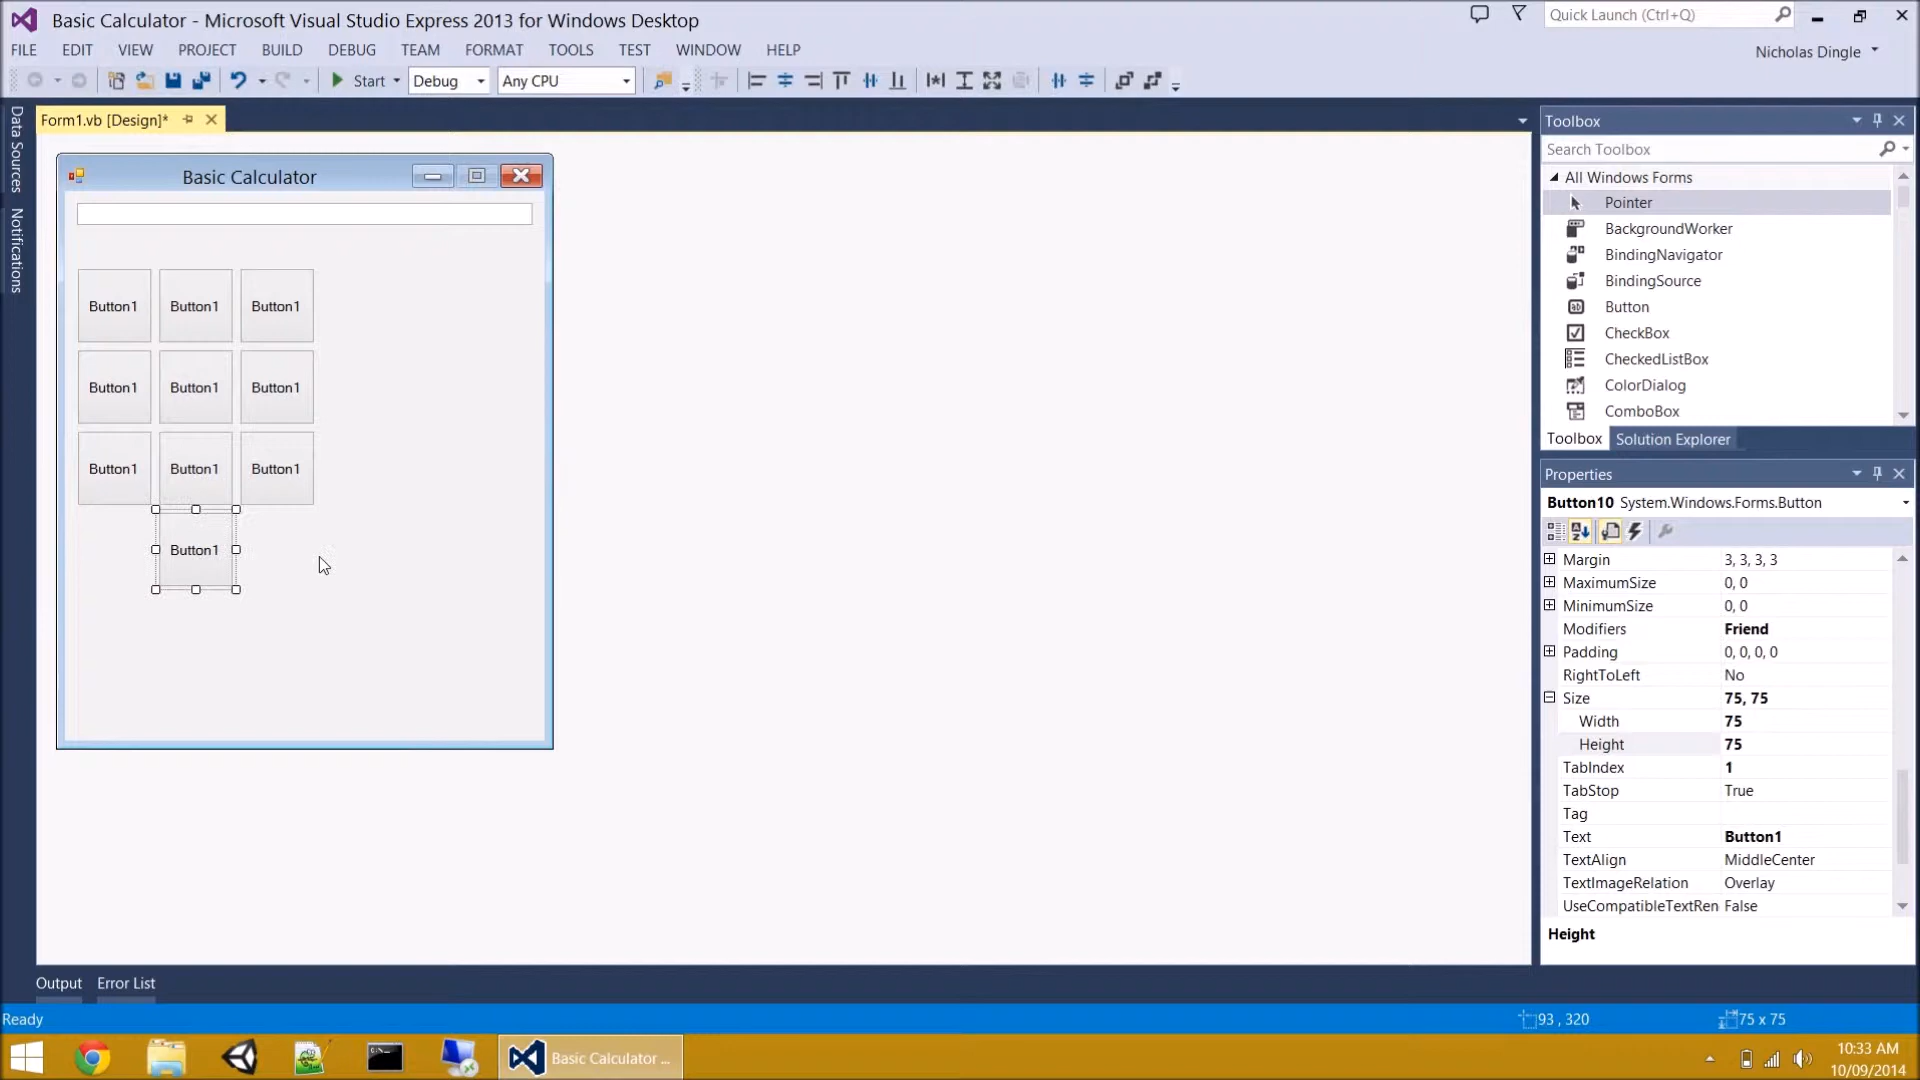 Basic Calculator - Microsoft Visual Studio Express 2013 for Windows Desktop
Quick Launch (Ctrl+Q)
FILE EDIT VIEW PROJECT BUILD DEBUG TEAM FORMAT TOOLS TEST WINDOW HELP
Nicholas Dingle
Start Debug Any CPU
Data Sources
Notifications
Form1.vb [Design]*
Basic Calculator
Button1 Button1 Button1
Button1 Button1 Button1
Button1 Button1 Button1
Button1
Toolbox
Search Toolbox
All Windows Forms
Pointer
BackgroundWorker
BindingNavigator
BindingSource
Button
CheckBox
CheckedListBox
ColorDialog
ComboBox
Toolbox Solution Explorer
Properties
Button10 System.Windows.Forms.Button
Margin 3, 3, 3, 3
MaximumSize 0, 0
MinimumSize 0, 0
Modifiers Friend
Padding 0, 0, 0, 0
RightToLeft No
Size 75, 75
Width 75
Height 75
TabIndex 1
TabStop True
Tag
Text Button1
TextAlign MiddleCenter
TextImageRelation Overlay
UseCompatibleTextRen False
Height
Output Error List
Ready
93 , 320
75 x 75
Basic Calculator ...
10:33 AM
10/09/2014